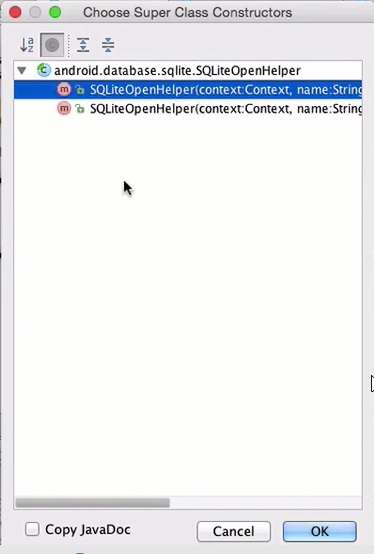 Choose Super Class Constructors
android.database.sqlite.SQLiteOpenHelper
SQLiteOpenHelper(context:Context, name:String
SQLiteOpenHelper(context:Context, name:String
Copy JavaDoc
Cancel
OK